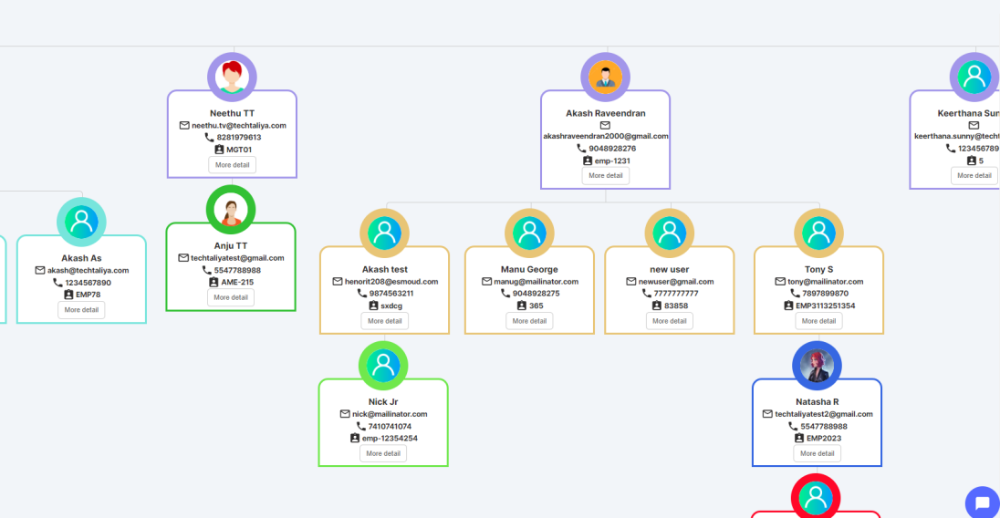 Neethu TT
neethu.tv@techtaliya.com
8281979613
MGT01
More detail
Akash Raveendran
akashraveendran2000@gmail.com
9048928276
emp-1231
More detail
Keerthana Sun
keerthana.sunny@techt
123456789
5
More detail
Akash As
akash@techtaliya.com
1234567890
EMP78
More detail
Anju TT
techtaliyatest@gmail.com
5547788988
AME-215
More detail
Akash test
henorit208@esmoud.com
9874563211
sxdcg
More detail
Manu George
manug@mailinator.com
9048928275
365
More detail
new user
newuser@gmail.com
7777777777
83858
More detail
Tony S
tony@mailinator.com
7897899870
EMP3113251354
More detail
Nick Jr
nick@mailinator.com
7410741074
emp-12354254
More detail
Natasha R
techtaliyatest2@gmail.com
5547788988
EMP2023
More detail